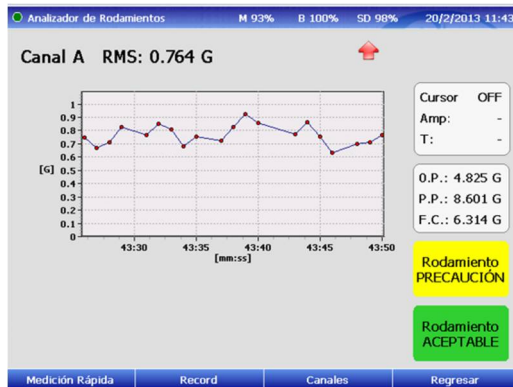 Analizador de Rodamientos M 93% B 100% SD 98% 20/2/2013 11:43
Canal A RMS: 0.764 G
1
0.9
0.8
0.7
0.6
[G] 0.5
0.4
0.3
0.2
0.1
0
43:30 43:35 43:40 43:45 43:50
[mm:ss]
Cursor OFF
Amp: -
T: -
0.P.: 4.825 G
P.P.: 8.601 G
F.C.: 6.314 G
Rodamiento
PRECAUCIÓN
Rodamiento
ACEPTABLE
Medición Rápida Record Canales Regresar